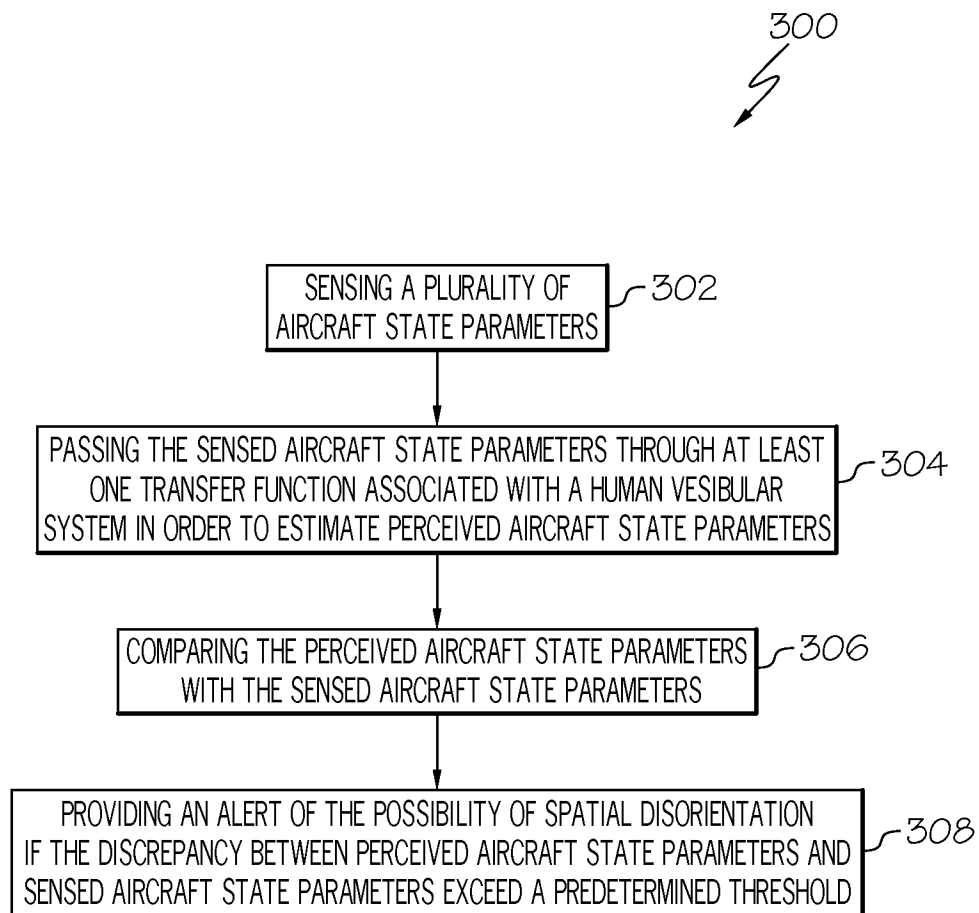 300
SENSING A PLURALITY OF
AIRCRAFT STATE PARAMETERS
302
PASSING THE SENSED AIRCRAFT STATE PARAMETERS THROUGH AT LEAST
ONE TRANSFER FUNCTION ASSOCIATED WITH A HUMAN VESIBULAR
SYSTEM IN ORDER TO ESTIMATE PERCEIVED AIRCRAFT STATE PARAMETERS
304
COMPARING THE PERCEIVED AIRCRAFT STATE PARAMETERS
WITH THE SENSED AIRCRAFT STATE PARAMETERS
306
PROVIDING AN ALERT OF THE POSSIBILITY OF SPATIAL DISORIENTATION
IF THE DISCREPANCY BETWEEN PERCEIVED AIRCRAFT STATE PARAMETERS AND
SENSED AIRCRAFT STATE PARAMETERS EXCEED A PREDETERMINED THRESHOLD
308